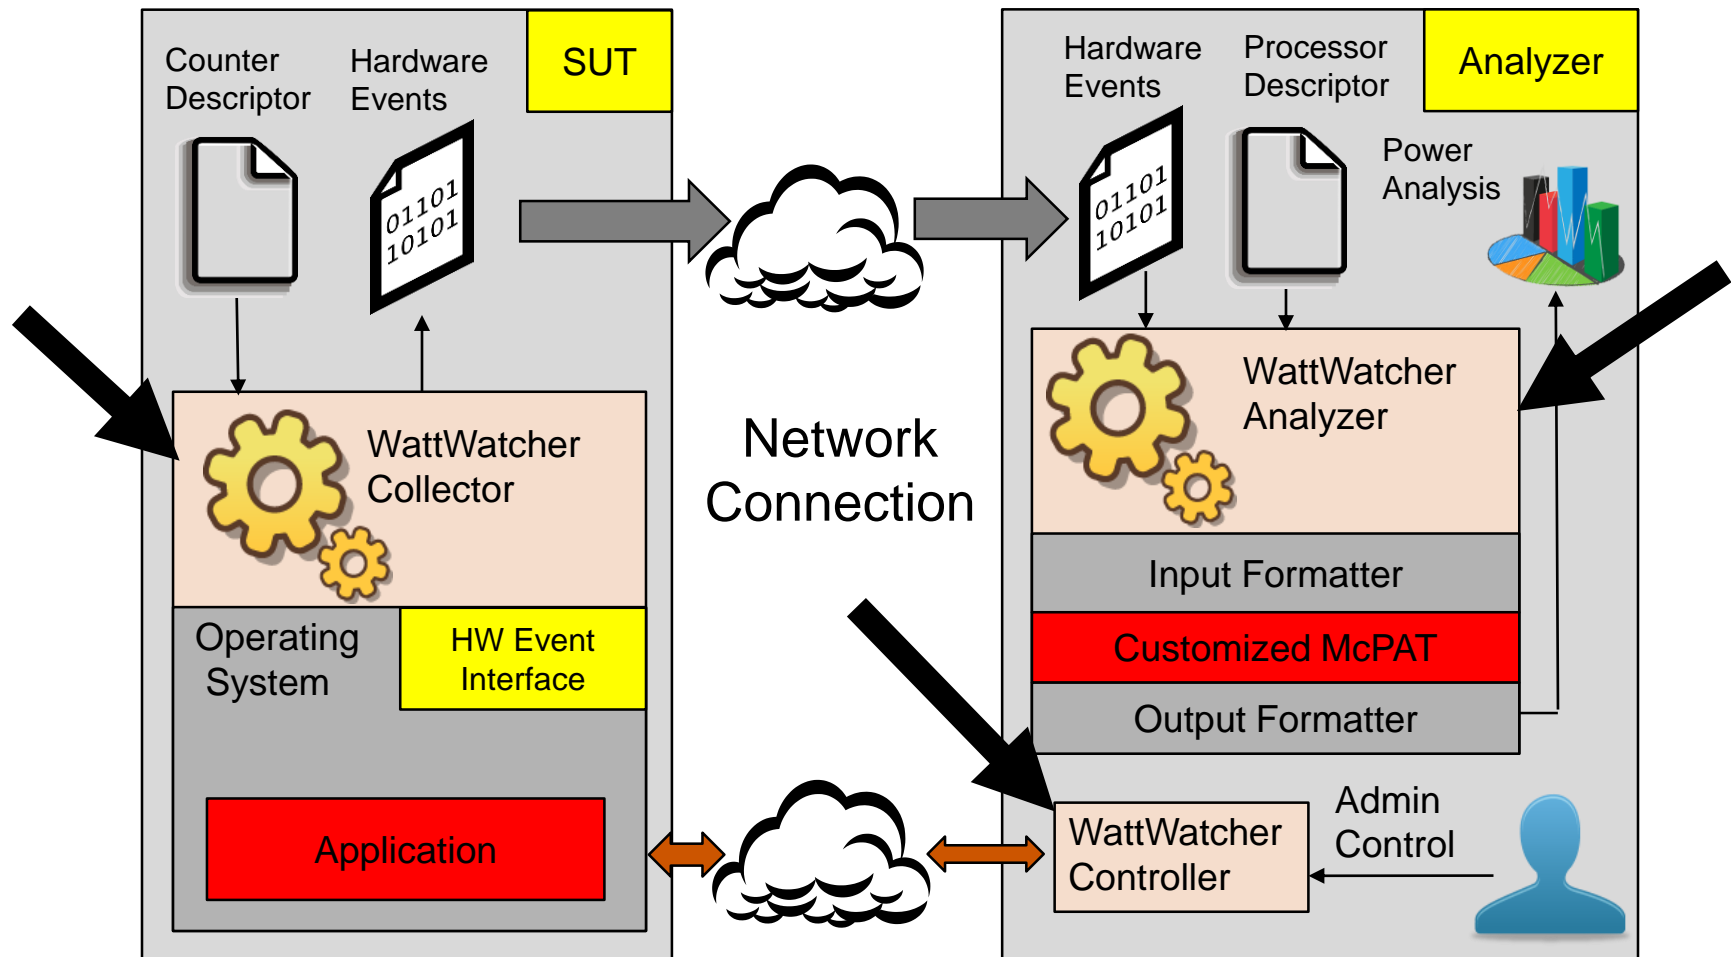 Counter
Descriptor
Hardware
Events
SUT
01101
10101
WattWatcher
Collector
Operating
System
HW Event
Interface
Application
Network
Connection
Hardware
Events
Processor
Descriptor
Analyzer
01101
10101
Power
Analysis
WattWatcher
Analyzer
Input Formatter
Customized McPAT
Output Formatter
WattWatcher
Controller
Admin
Control